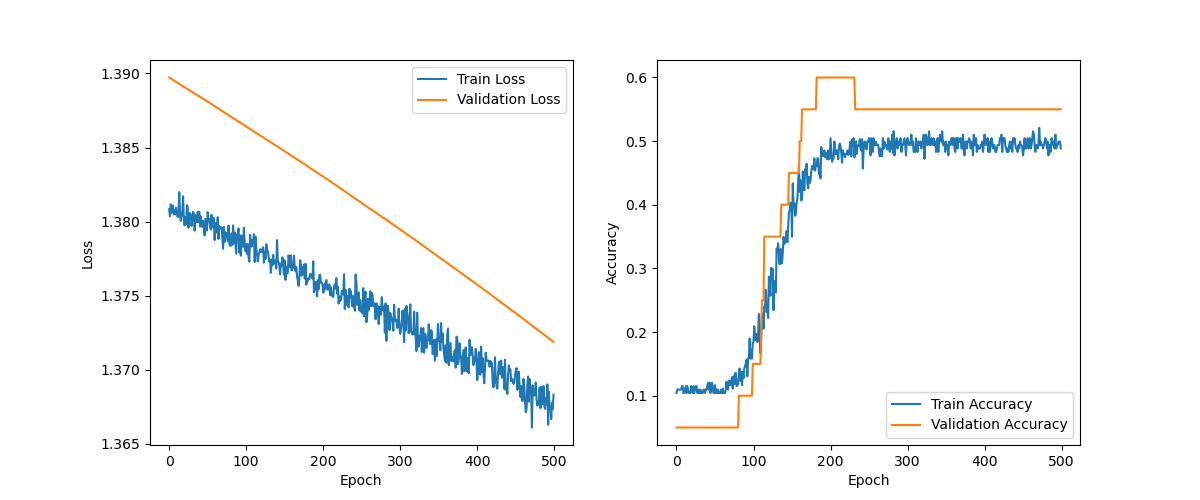 1.390
1.385
1.380
1.375
1.370
1.365
0 100 200 300 400 500
Loss
Epoch
Train Loss
Validation Loss
0.6
0.5
0.4
0.3
0.2
0.1
0 100 200 300 400 500
Accuracy
Epoch
Train Accuracy
Validation Accuracy